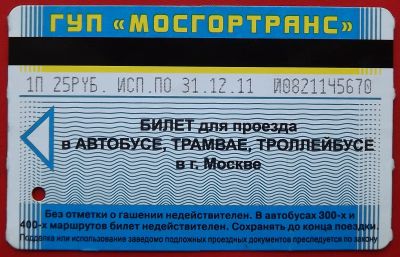 ГУП «МОСГОРТРАНС»
1П 25РУБ. ИСП.ПО 31.12.11 И0821145670
БИЛЕТ для проезда
в АВТОБУСЕ, ТРАМВАЕ, ТРОЛЛЕЙБУСЕ
в г. Москве
Без отметки о гашении недействителен. В автобусах 300-х и
400-х маршрутов билет недействителен. Сохранять до конца поездки.
Подделка или использование заведомо подложных проездных документов преследуется по закону.